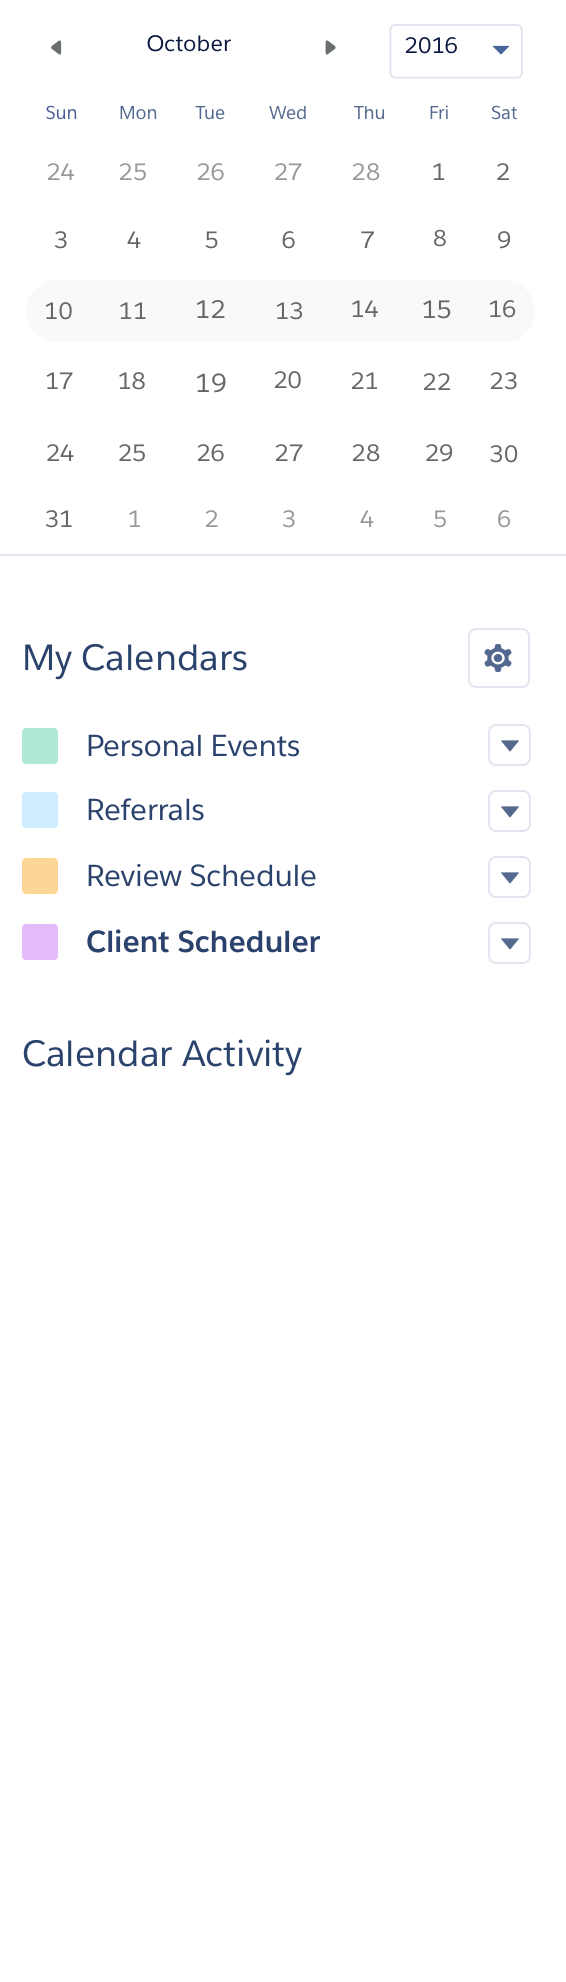 October 2016
Sun Mon Tue Wed Thu Fri Sat
24 25 26 27 28 1 2
3 4 5 6 7 8 9
10 11 12 13 14 15 16
17 18 19 20 21 22 23
24 25 26 27 28 29 30
31 1 2 3 4 5 6
My Calendars
Personal Events
Referrals
Review Schedule
Client Scheduler
Calendar Activity